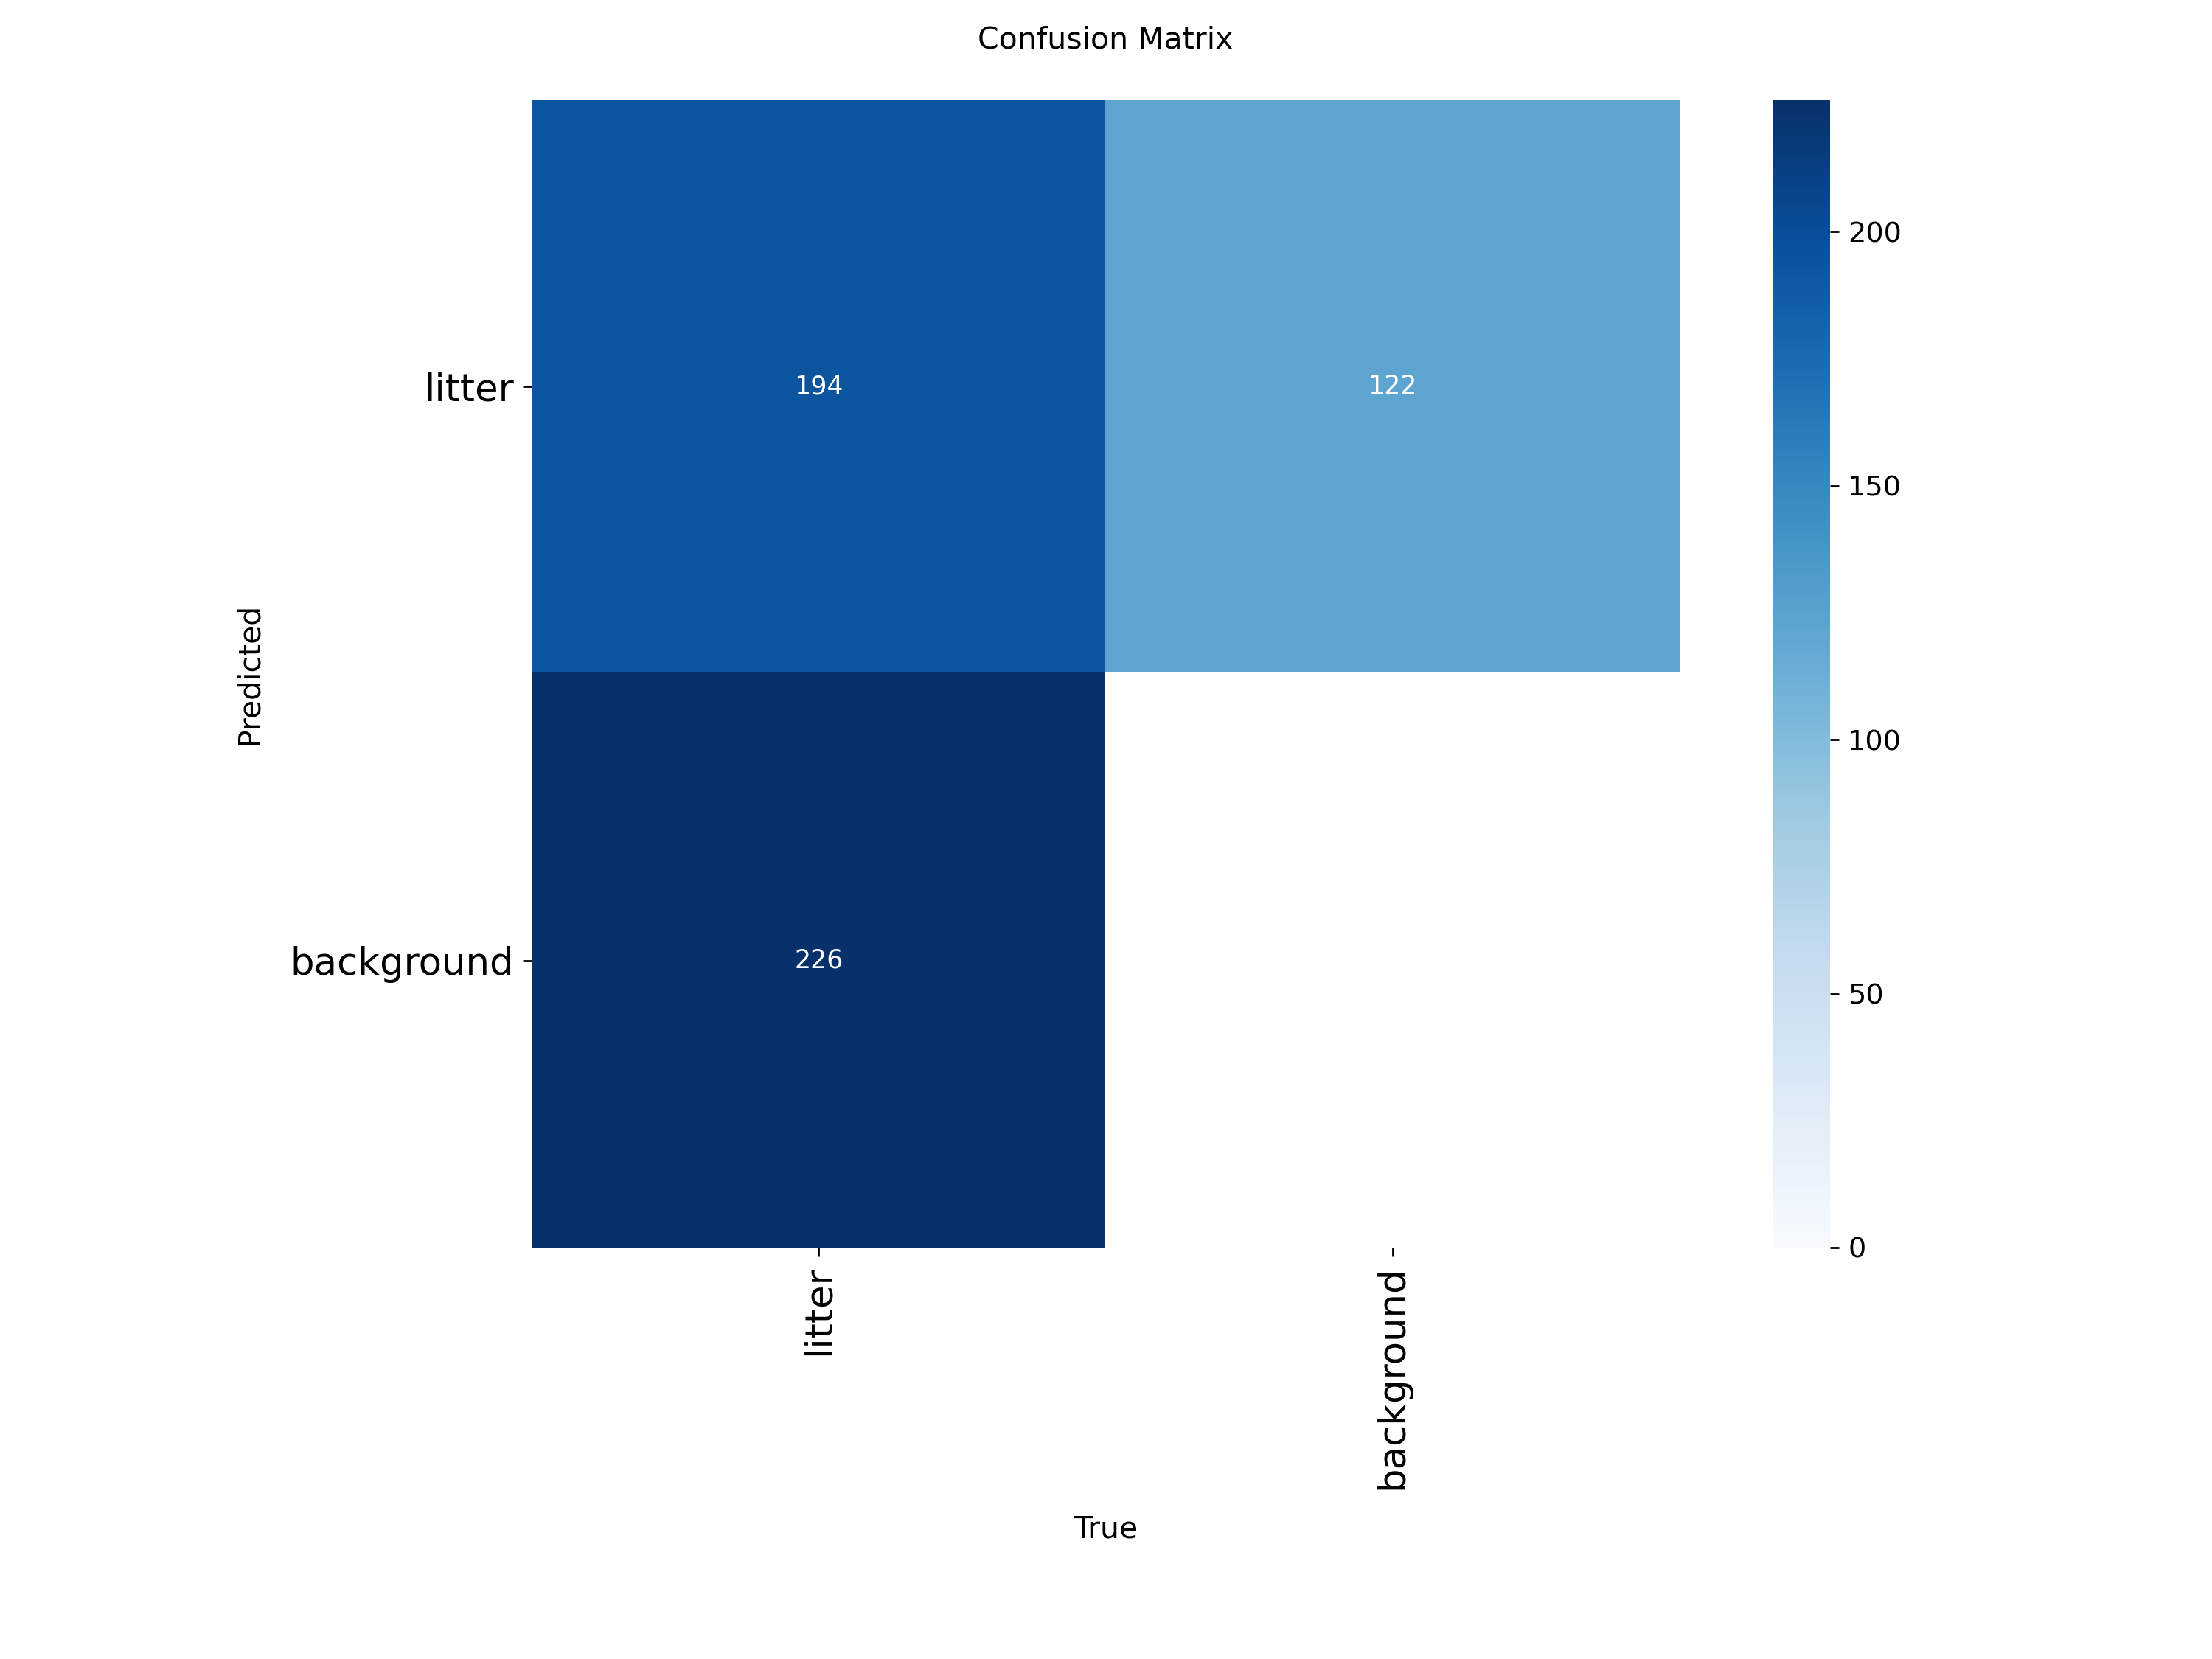 Confusion Matrix
litter
194
122
200
150
100
50
0
Predicted
background
226
litter
background
True